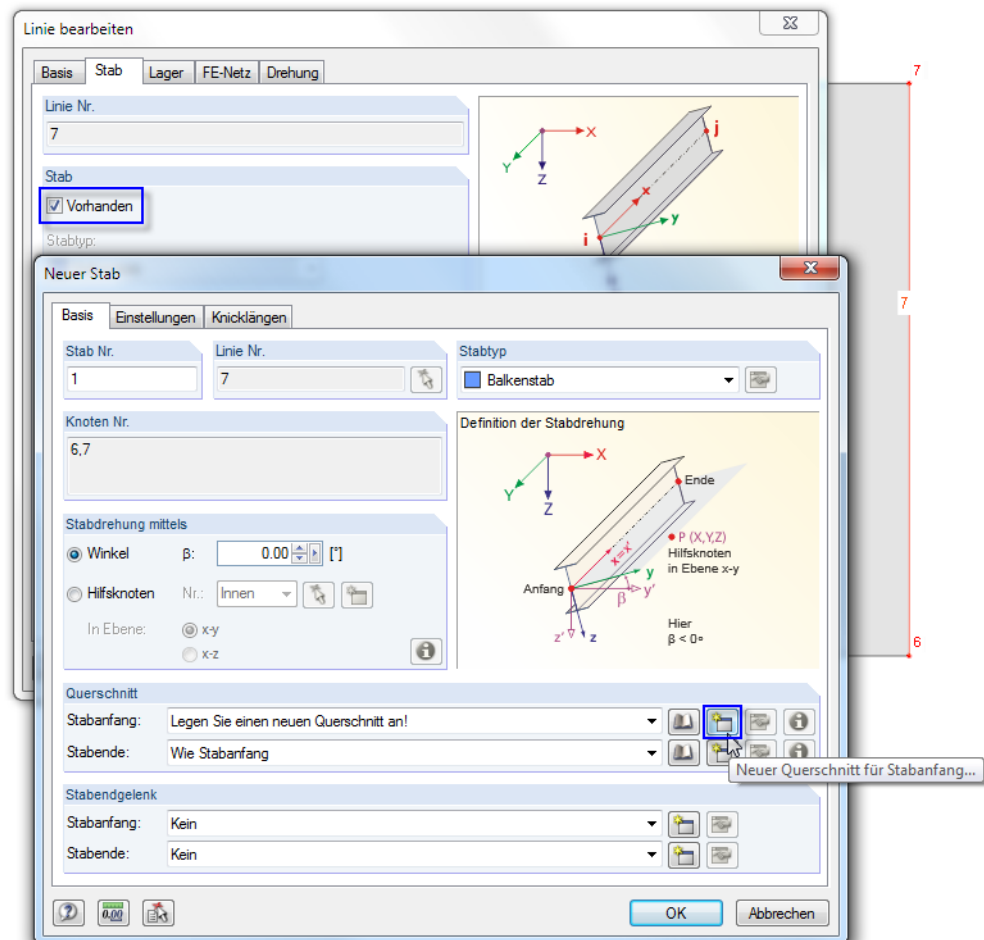 Linie bearbeiten
Basis Stab Lager FE-Netz Drehung
Linie Nr.
7
Stab
Vorhanden
Stabtyp:
X
Y
Z
j
x
y
i
7
7
6
Neuer Stab
Basis Einstellungen Knicklängen
Stab Nr. Linie Nr. Stabtyp
1 7 Balkenstab
Knoten Nr.
6,7
Stabdrehung mittels
Winkel β: 0.00 [°]
Hilfsknoten Nr.: Innen
In Ebene: x-y
x-z
Definition der Stabdrehung
X
Y
Z
Ende
P (X,Y,Z)
Hilfsknoten
in Ebene x-y
x=x'
y
Anfang
β y'
z' z
Hier
β < 0°
Querschnitt
Stabanfang: Legen Sie einen neuen Querschnitt an!
Stabende: Wie Stabanfang
Neuer Querschnitt für Stabanfang...
Stabendgelenk
Stabanfang: Kein
Stabende: Kein
0.00
OK Abbrechen